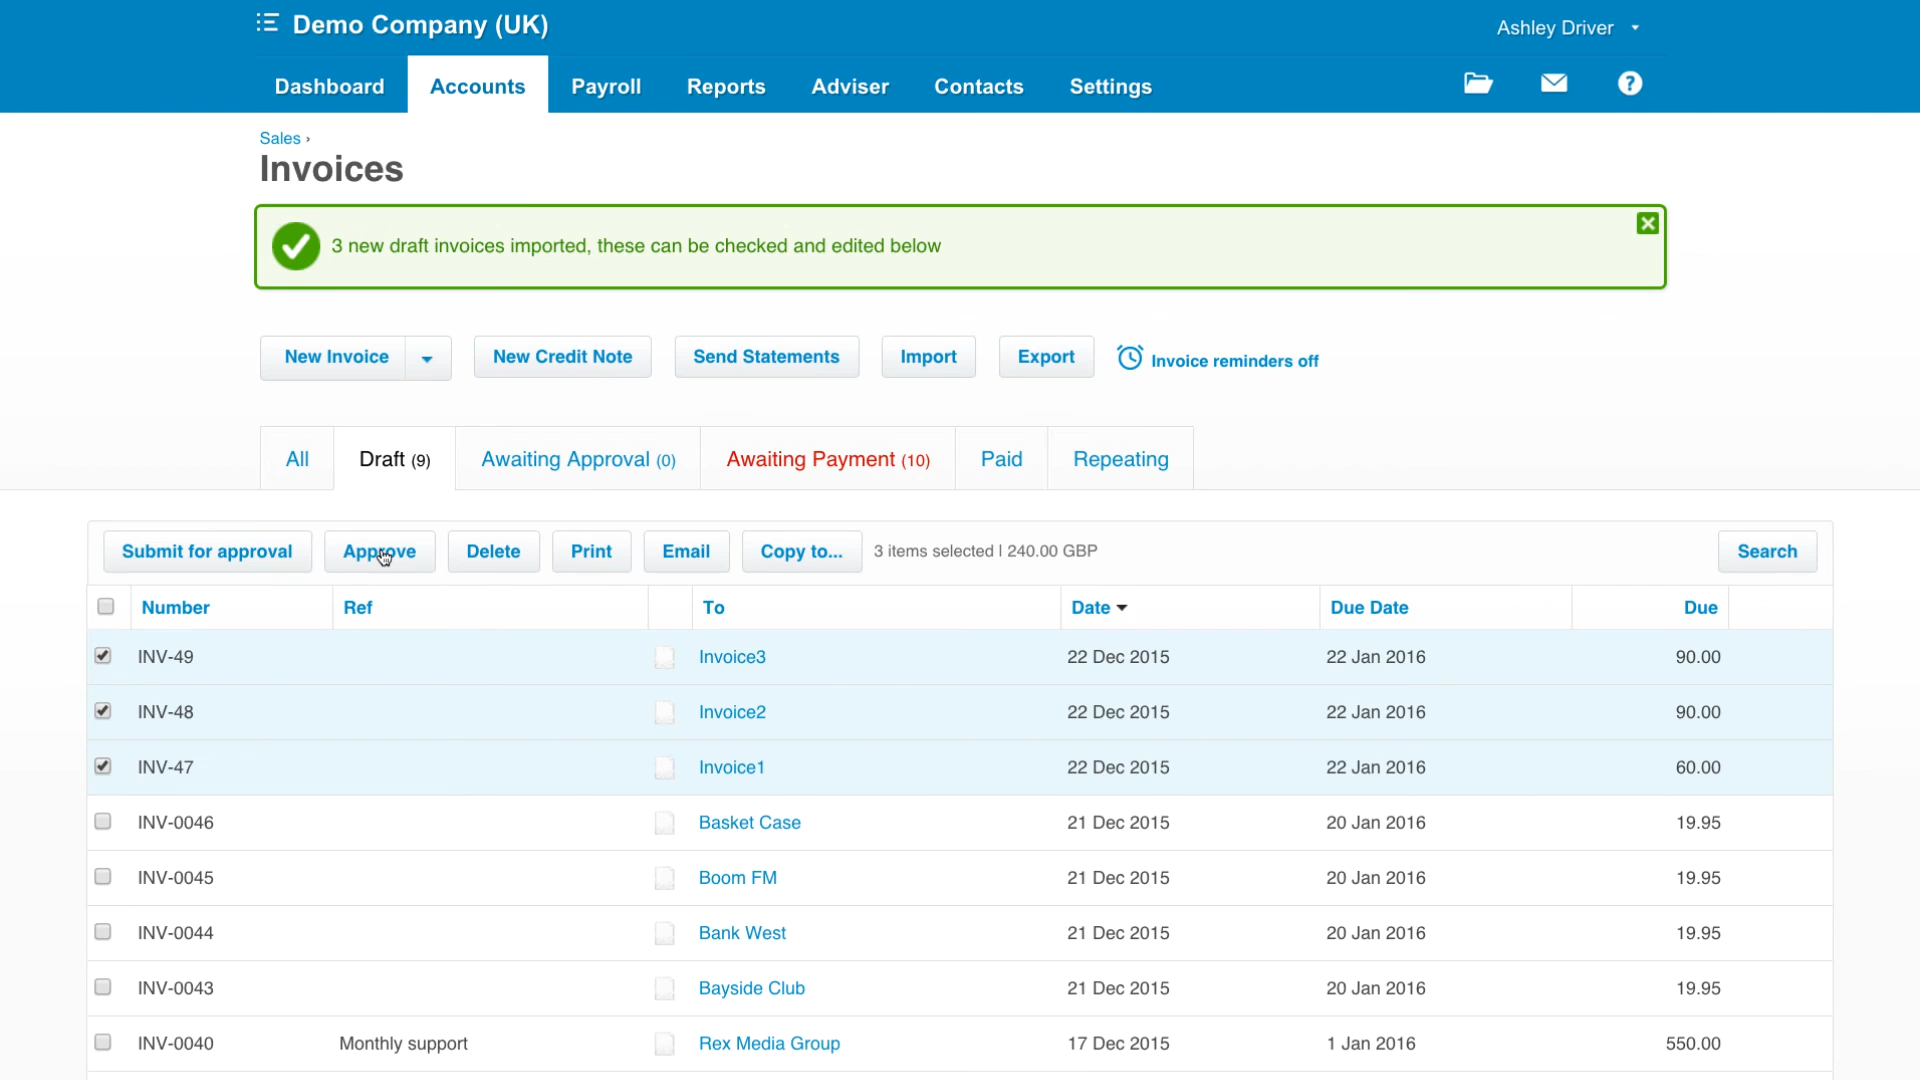 Demo Company (UK)
Ashley Driver
Dashboard Accounts Payroll Reports Adviser Contacts Settings
?
Sales ›
Invoices
3 new draft invoices imported, these can be checked and edited below
New Invoice New Credit Note Send Statements Import Export Invoice reminders off
All Draft (9) Awaiting Approval (0) Awaiting Payment (10) Paid Repeating
Submit for approval Approve Delete Print Email Copy to... 3 items selected | 240.00 GBP Search
Number Ref To Date Due Date Due
INV-49 Invoice3 22 Dec 2015 22 Jan 2016 90.00
INV-48 Invoice2 22 Dec 2015 22 Jan 2016 90.00
INV-47 Invoice1 22 Dec 2015 22 Jan 2016 60.00
INV-0046 Basket Case 21 Dec 2015 20 Jan 2016 19.95
INV-0045 Boom FM 21 Dec 2015 20 Jan 2016 19.95
INV-0044 Bank West 21 Dec 2015 20 Jan 2016 19.95
INV-0043 Bayside Club 21 Dec 2015 20 Jan 2016 19.95
INV-0040 Monthly support Rex Media Group 17 Dec 2015 1 Jan 2016 550.00